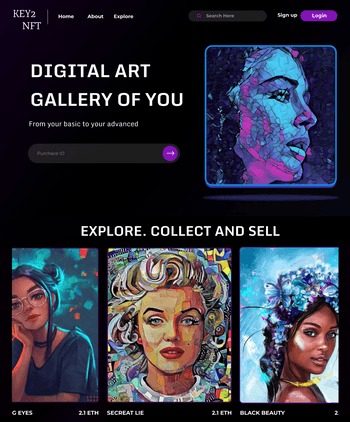 KEY2
NFT
Home About Explore
Search Here
Sign up
Login
DIGITAL ART
GALLERY OF YOU
From your basic to your advanced
Purchase ID
EXPLORE. COLLECT AND SELL
G EYES 2.1 ETH
SECREAT LIE 2.1 ETH
BLACK BEAUTY 2.